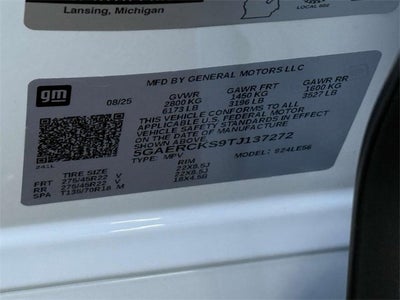 Lansing, Michigan
LOCAL 602
gm
MFD BY GENERAL MOTORS LLC
08/25 GVWR GAWR FRT GAWR RR
2800 KG 1450 KG 1600 KG
6173 LB 3196 LB 3527 LB
THIS VEHICLE CONFORMS TO ALL
APPLICABLE FEDERAL MOTOR
VEHICLE SAFETY STANDARDS IN EFFECT
ON THE DATE OF MANUFACTURE
SHOWN ABOVE.
5GAERCKS9TJ137272
TYPE: MPV MODEL: 924LE56
TIRE SIZE RIM
FRT 275/45R22 V 22X8.5J
RR 275/45R22 V 22X8.5J
SPA T135/70R18 M 18X4.5B